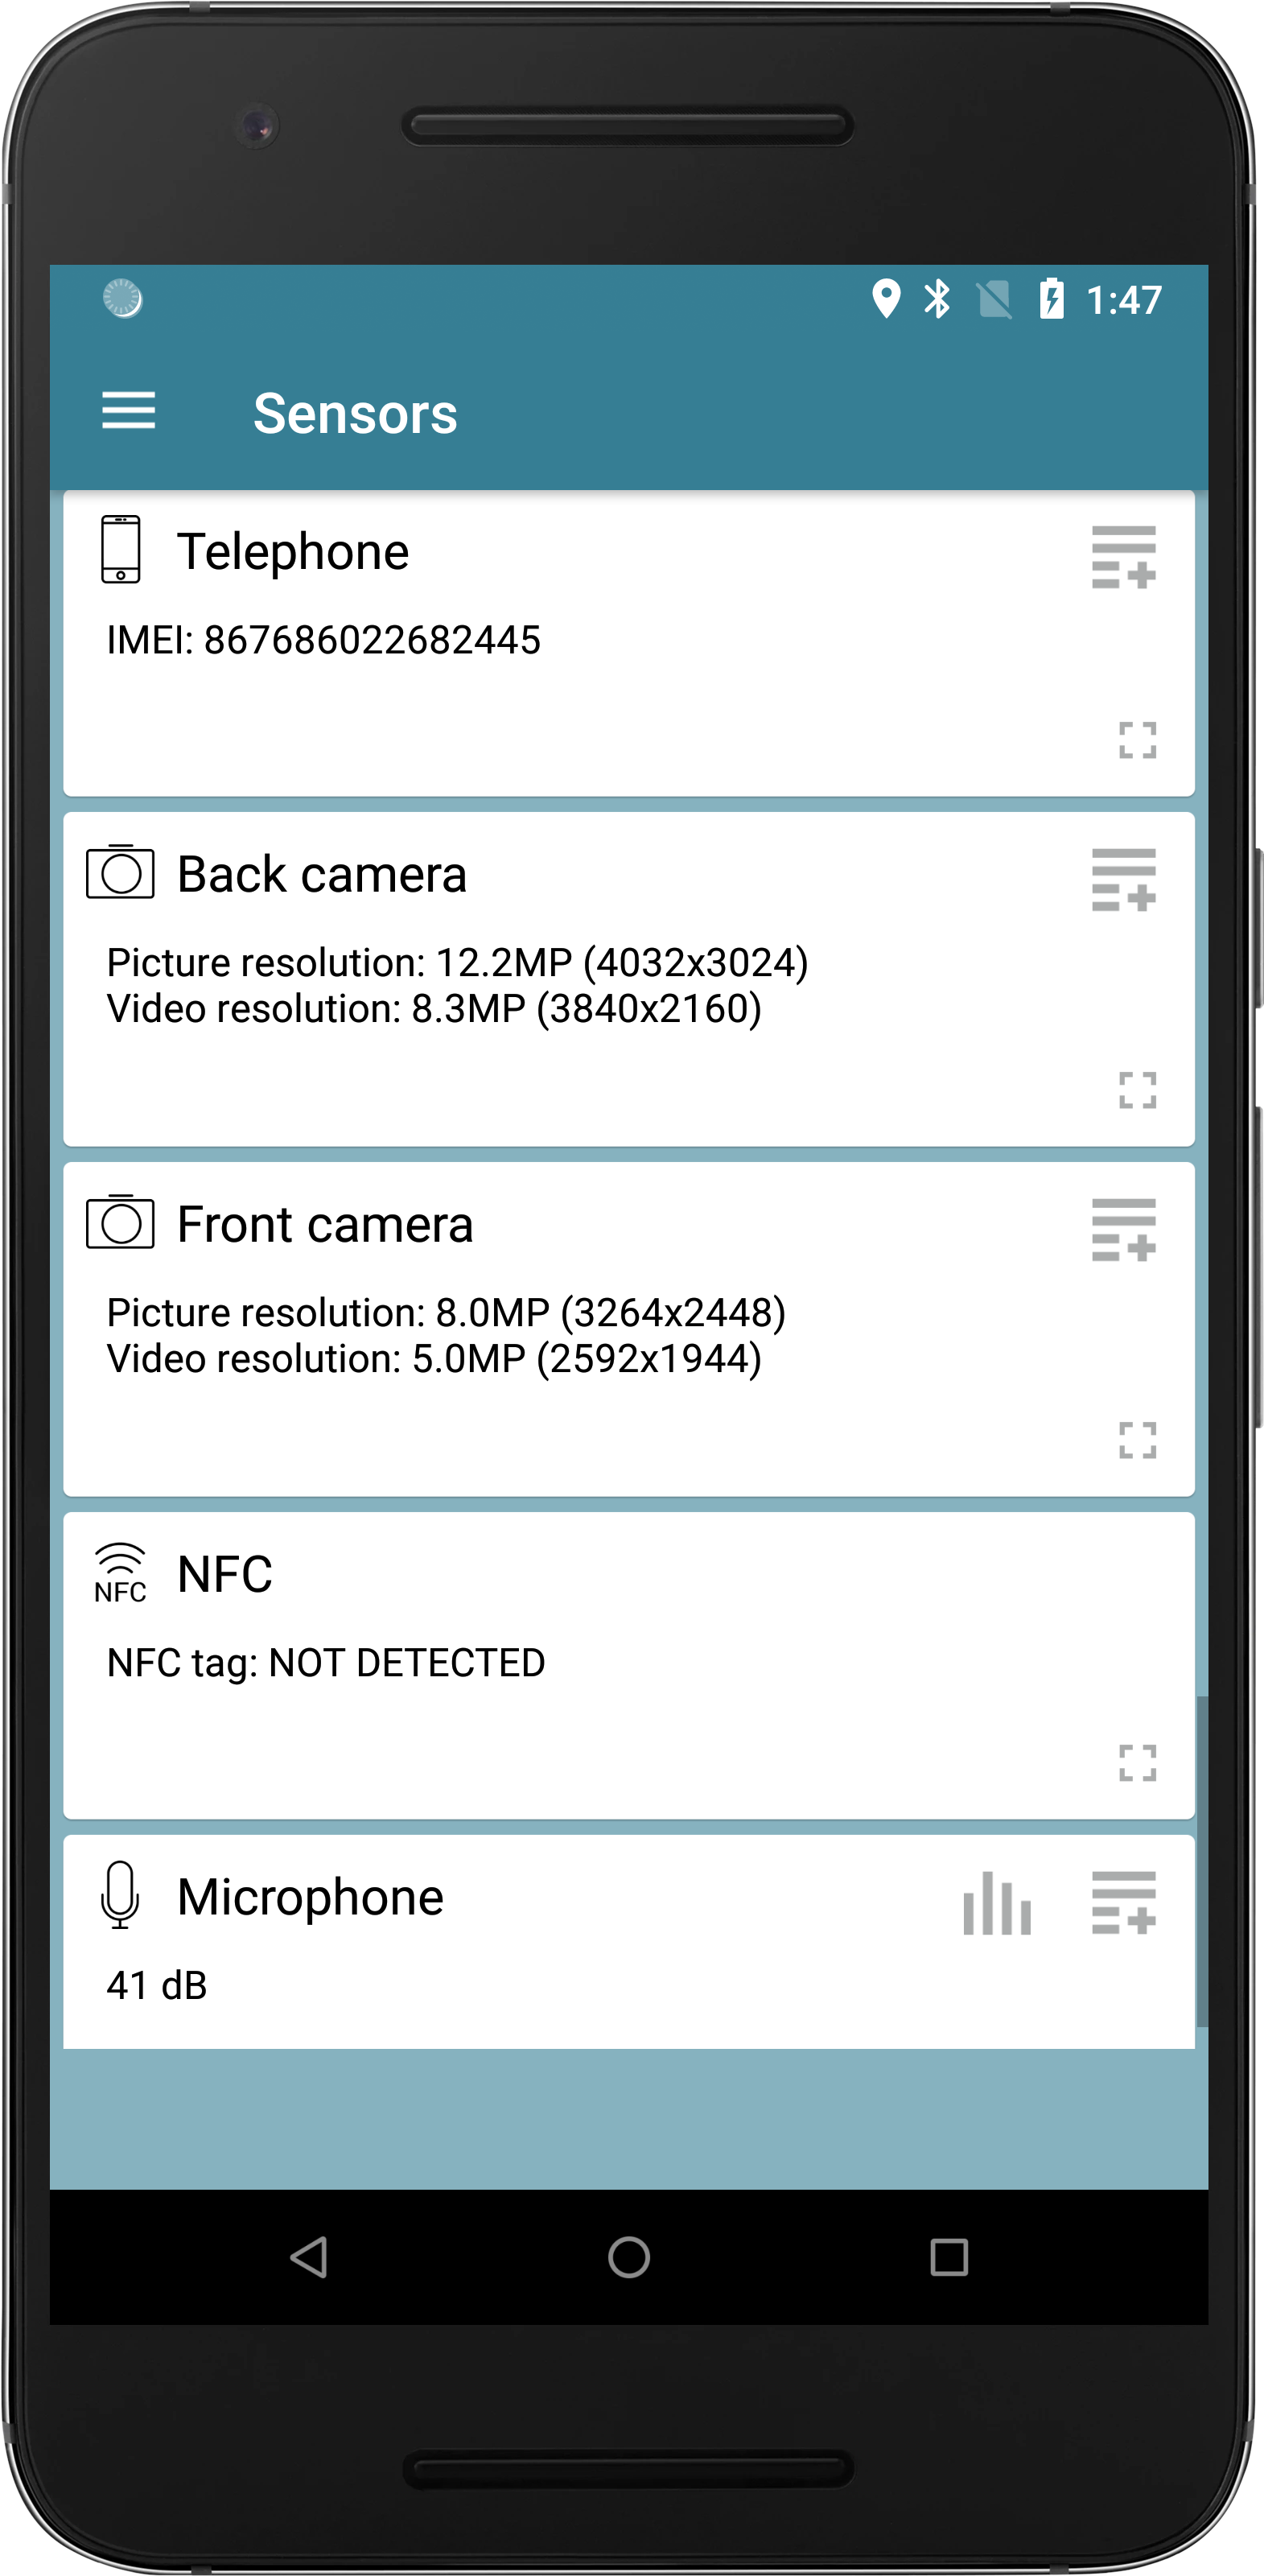 1:47
Sensors
Telephone
IMEI: 867686022682445
Back camera
Picture resolution: 12.2MP (4032x3024)
Video resolution: 8.3MP (3840x2160)
Front camera
Picture resolution: 8.0MP (3264x2448)
Video resolution: 5.0MP (2592x1944)
NFC
NFC
NFC tag: NOT DETECTED
Microphone
41 dB